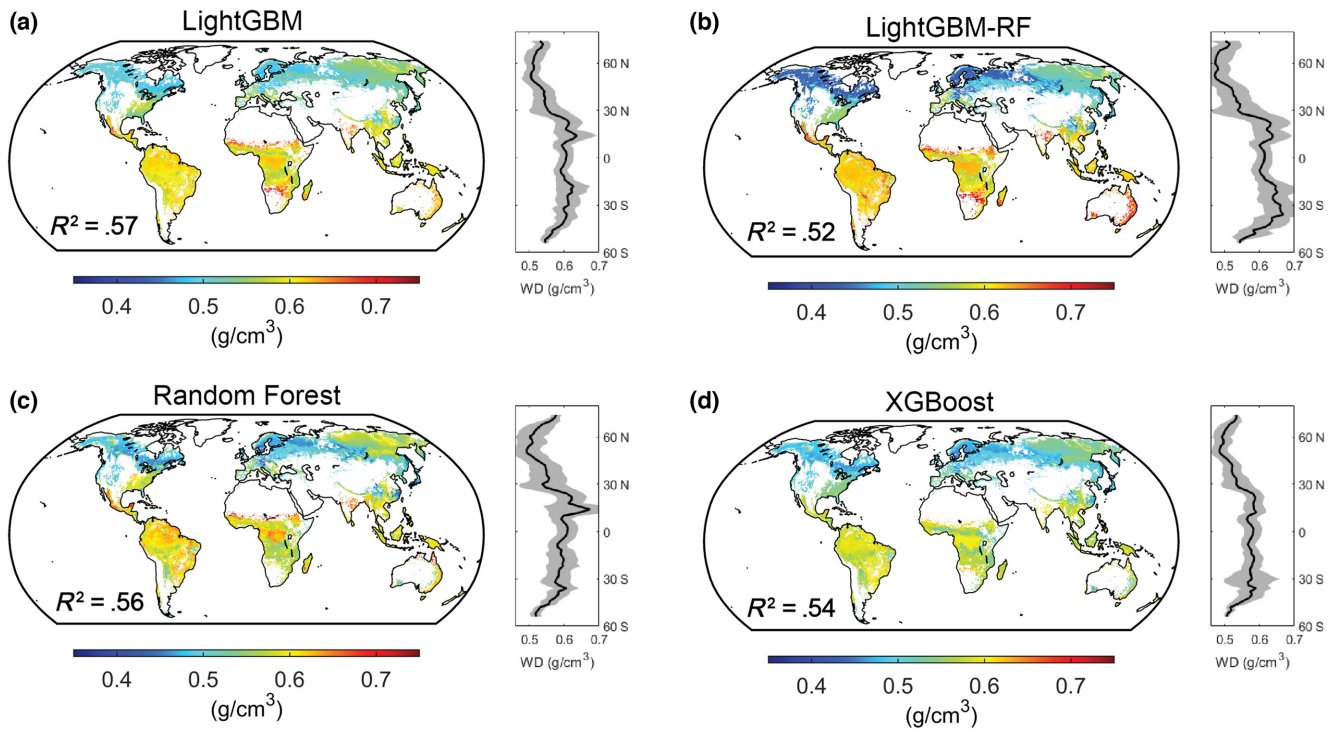 (a)
LightGBM
60 N
30 N
0
30 S
60 S
R² = .57
0.5 0.6 0.7
WD (g/cm³)
0.4 0.5 0.6 0.7
(g/cm³)
(b)
LightGBM-RF
60 N
30 N
0
30 S
60 S
R² = .52
0.5 0.6 0.7
WD (g/cm³)
0.4 0.5 0.6 0.7
(g/cm³)
(c)
Random Forest
60 N
30 N
0
30 S
60 S
R² = .56
0.5 0.6 0.7
WD (g/cm³)
0.4 0.5 0.6 0.7
(g/cm³)
(d)
XGBoost
60 N
30 N
0
30 S
60 S
R² = .54
0.5 0.6 0.7
WD (g/cm³)
0.4 0.5 0.6 0.7
(g/cm³)